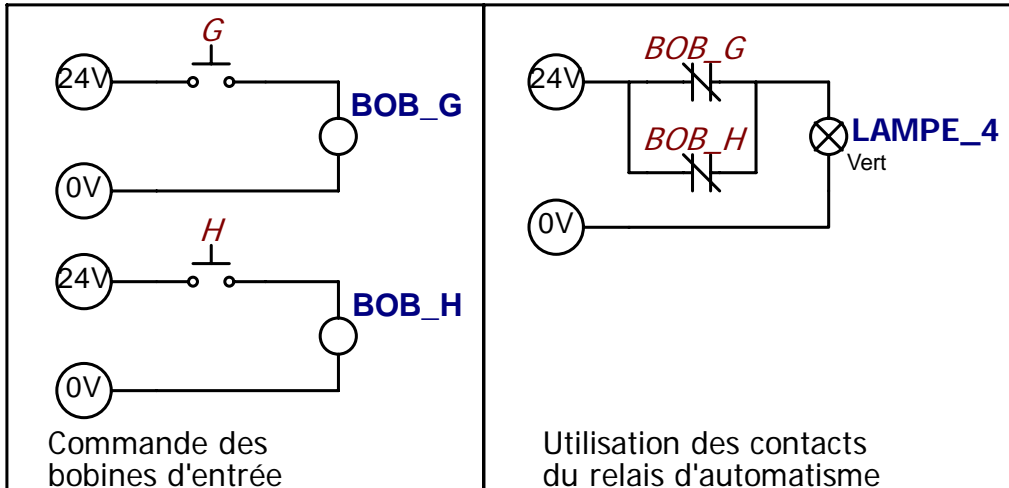 G
24V
BOB_G
0V
H
24V
BOB_H
0V
Commande des
bobines d'entrée
BOB_G
24V
BOB_H
LAMPE_4
Vert
0V
Utilisation des contacts
du relais d'automatisme